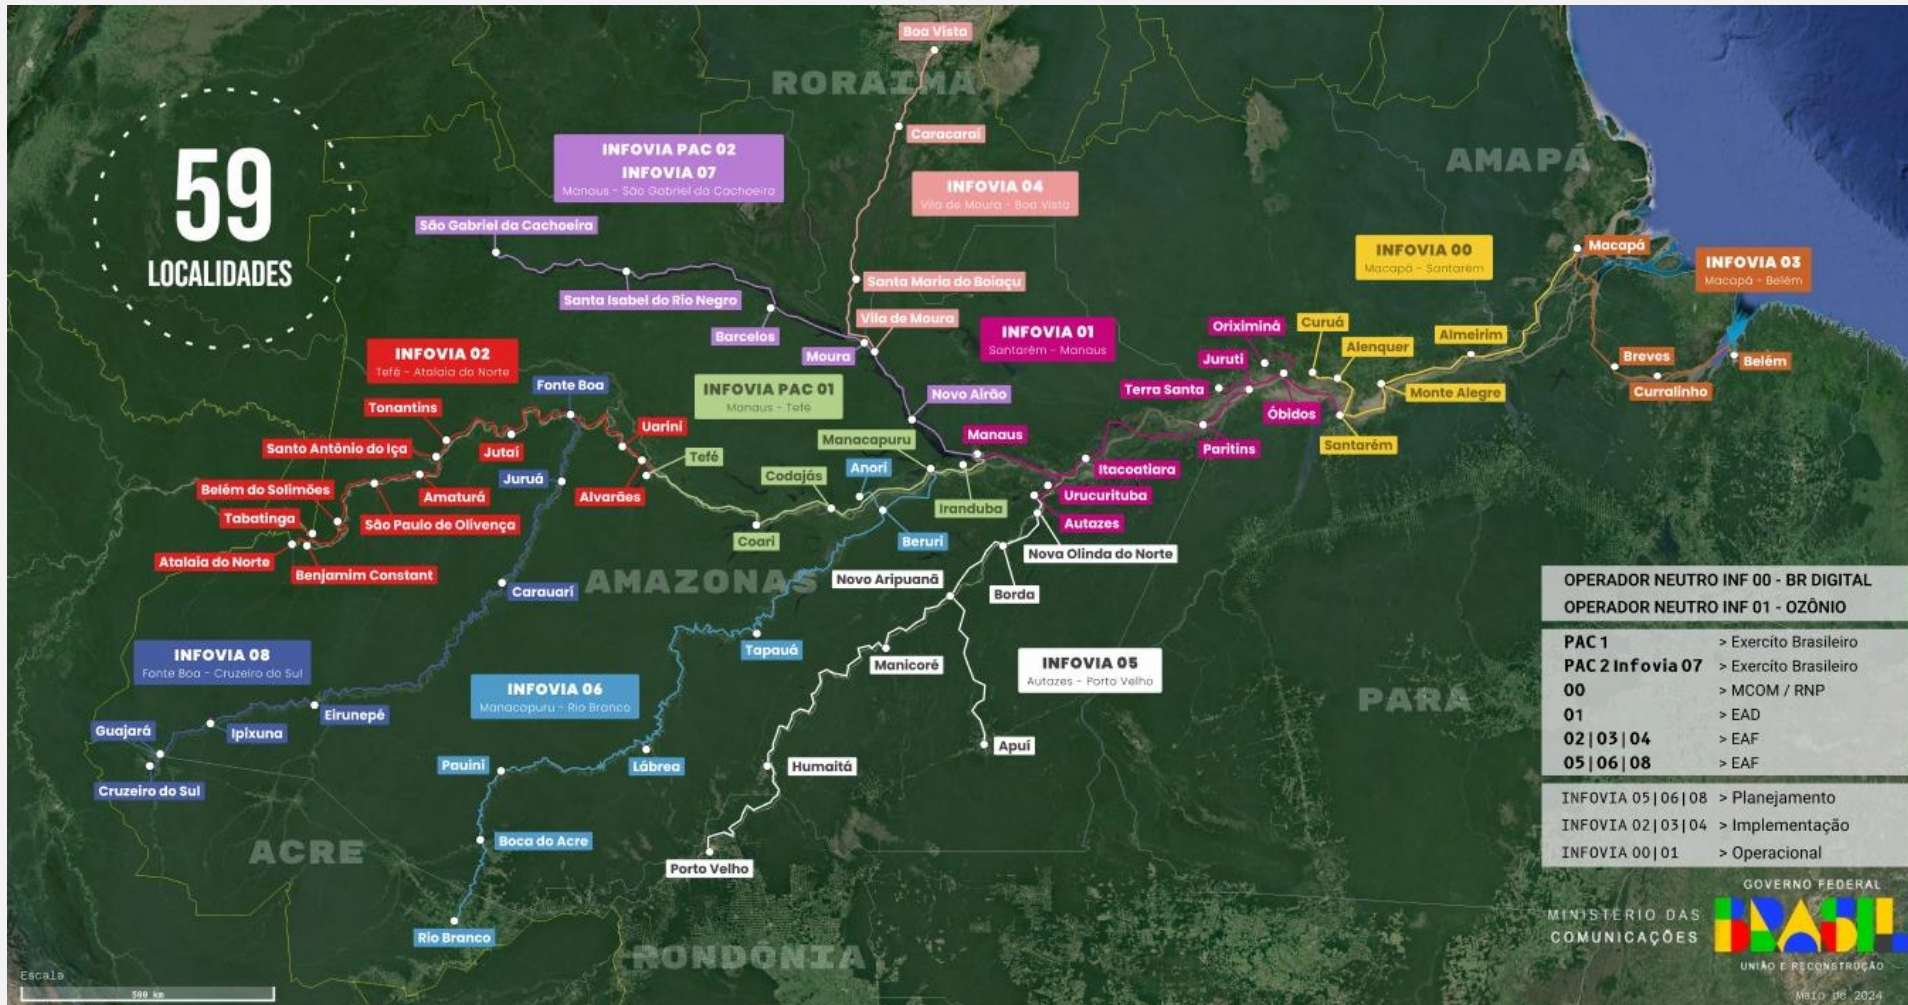 59
LOCALIDADES
Boa Vista
RORAIMA
Caracaraí
INFOVIA PAC 02
INFOVIA 07
Manaus - São Gabriel da Cachoeira
INFOVIA 04
Vila de Moura - Boa Vista
AMAPÁ
São Gabriel da Cachoeira
INFOVIA 00
Macapá - Santarém
Macapá
INFOVIA 03
Macapá - Belém
Santa Maria do Boiaçu
Santa Isabel do Rio Negro
Barcelos
Vila de Moura
Moura
INFOVIA 01
Santarém - Manaus
Oriximiná
Curuá
Almeirim
Juruti
Alenquer
INFOVIA 02
Tefé - Atalaia do Norte
Fonte Boa
INFOVIA PAC 01
Manaus - Tefé
Novo Airão
Terra Santa
Óbidos
Monte Alegre
Breves
Belém
Curralinho
Tonantins
Uarini
Manacapuru
Manaus
Paritins
Santarém
Santo Antônio do Iça
Jutaí
Tefé
Codajás
Anori
Itacoatiara
Juruá
Belém do Solimões
Amaturá
Alvarães
Iranduba
Urucurituba
Tabatinga
São Paulo de Olivença
Autazes
Coari
Beruri
Nova Olinda do Norte
Atalaia do Norte
Benjamim Constant
AMAZONAS
Novo Aripuanã
Borda
Carauarí
INFOVIA 08
Fonte Boa - Cruzeiro do Sul
Tapauá
Manicoré
INFOVIA 05
Autazes - Porto Velho
INFOVIA 06
Manacapuru - Rio Branco
PARÁ
Eirunepé
Guajará
Ipixuna
Apuí
Pauini
Lábrea
Humaitá
Cruzeiro do Sul
ACRE
Boca do Acre
Porto Velho
Rio Branco
RONDÔNIA
OPERADOR NEUTRO INF 00 - BR DIGITAL
OPERADOR NEUTRO INF 01 - OZÔNIO
PAC 1 > Exercíto Brasileiro
PAC 2 Infovia 07 > Exercíto Brasileiro
00 > MCOM / RNP
01 > EAD
02|03|04 > EAF
05|06|08 > EAF
INFOVIA 05|06|08 > Planejamento
INFOVIA 02|03|04 > Implementação
INFOVIA 00|01 > Operacional
MINISTÉRIO DAS
COMUNICAÇÕES
GOVERNO FEDERAL
BRASIL
UNIÃO E RECONSTRUÇÃO
Escala
500 km
Maio de 2024